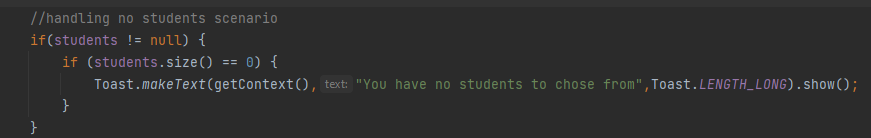 //handling no students scenario
if(students != null) {
if (students.size() == 0) {
Toast.makeText(getContext(), text: "You have no students to chose from",Toast.LENGTH_LONG).show();
}
}